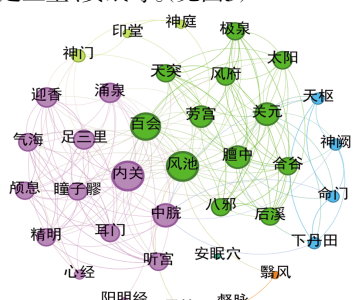 神庭
印堂
极泉
神门
太阳
天突
风府
迎香
涌泉
天枢
劳宫
关元
百会
气海
足三里
神阙
膻中
风池
合谷
内关
颅息
瞳子髎
命门
中脘
八邪
后溪
精明
耳门
下丹田
安眠穴
听宫
心经
翳风
阳明经
督脉